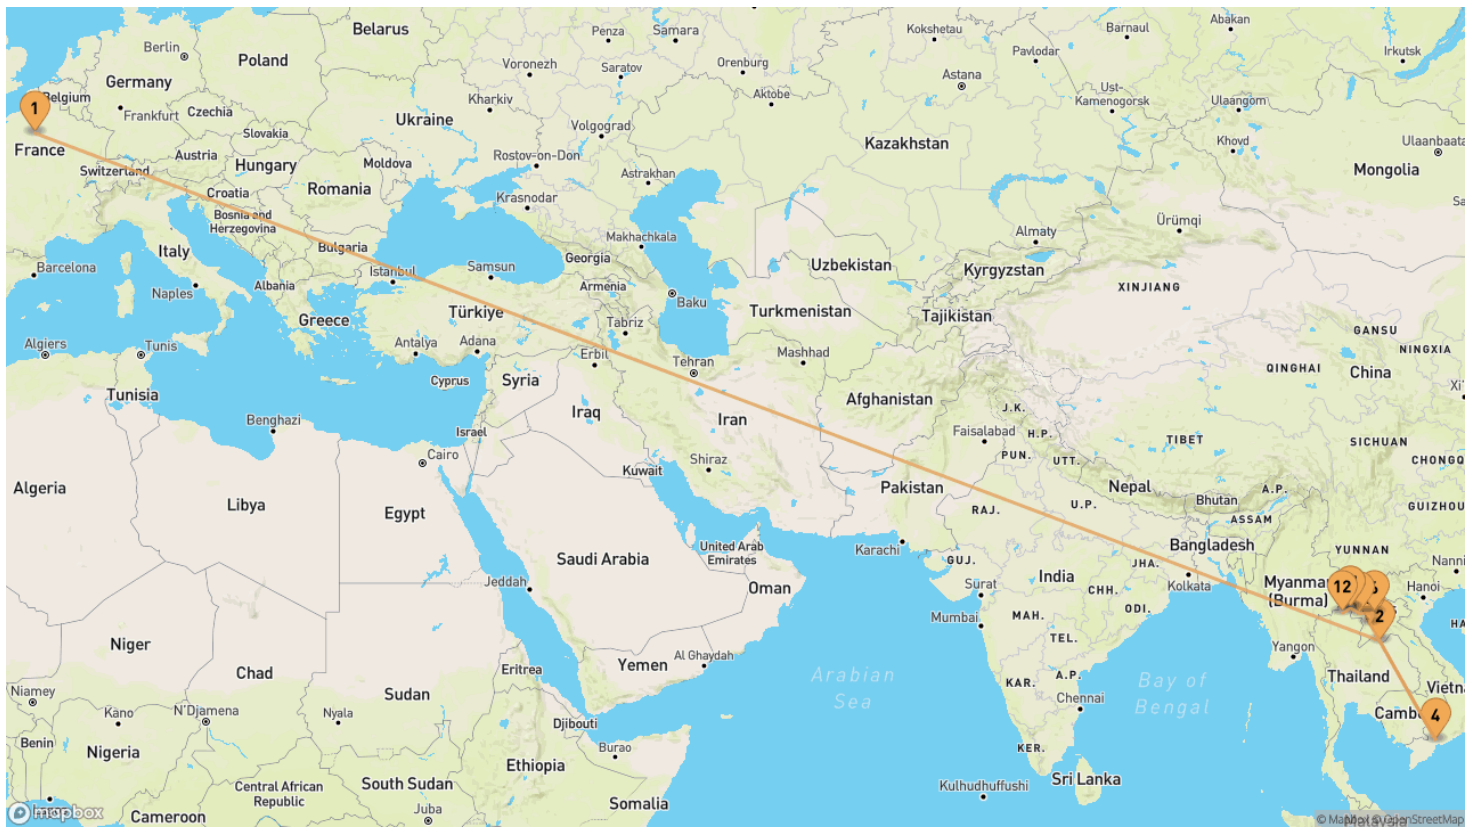 Belarus
Penza
Samara
Kokshetau
Barnaul
Abakan
Berlin
Poland
Orenburg
Pavlodar
Irkutsk
Voronezh
Saratov
Astana
Germany
Aktobe
Ust-
Kamenogorsk
Ulaangom
Belgium
Kharkiv
1
Frankfurt
Czechia
Ukraine
Volgograd
Slovakia
Kazakhstan
Khovd
Ulaanbaata
France
Austria
Hungary
Moldova
Rostov-on-Don
Mongolia
Switzerland
Romania
Astrakhan
Croatia
Krasnodar
Bosnia and
Herzegovina
Makhachkala
Almaty
Ürümqi
Italy
Bulgaria
Georgia
Uzbekistan
Kyrgyzstan
Barcelona
Istanbul
Samsun
Albania
Armenia
XINJIANG
Naples
Baku
Turkmenistan
Tajikistan
Greece
Türkiye
Tabriz
GANSU
Algiers
Tunis
Antalya
Adana
Erbil
Tehran
Mashhad
NINGXIA
QINGHAI
China
Cyprus
Syria
Tunisia
Iraq
Iran
Afghanistan
J.K.
Xi'
Benghazi
Israel
Faisalabad
H.P.
TIBET
SICHUAN
Cairo
Shiraz
PUN.
UTT.
CHONGQ
Kuwait
Algeria
Libya
Egypt
Pakistan
Nepal
Bhutan
A.P.
RAJ.
U.P.
ASSAM
GUIZHOU
United Arab
Emirates
Karachi
Bangladesh
YUNNAN
Saudi Arabia
GUJ.
JHA.
Nanni
Jeddah
Oman
Surat
India
CHH.
Kolkata
Myanmar
(Burma)
12
Hanoi
Mumbai
MAH.
ODI.
2
Niger
TEL.
Yangon
Chad
Eritrea
Yemen
Al Ghaydah
Arabian
Sea
KAR.
A.P.
Bay of
Bengal
Thailand
Vietna
Niamey
Sudan
Chennai
Kano
N'Djamena
Nyala
Djibouti
Camb
4
Benin
Nigeria
Burao
KER.
Ethiopia
Central African
Republic
South Sudan
Kulhudhuffushi
Sri Lanka
Somalia
mapbox
Cameroon
Juba
Malaysia
© Mapbox © OpenStreetMap